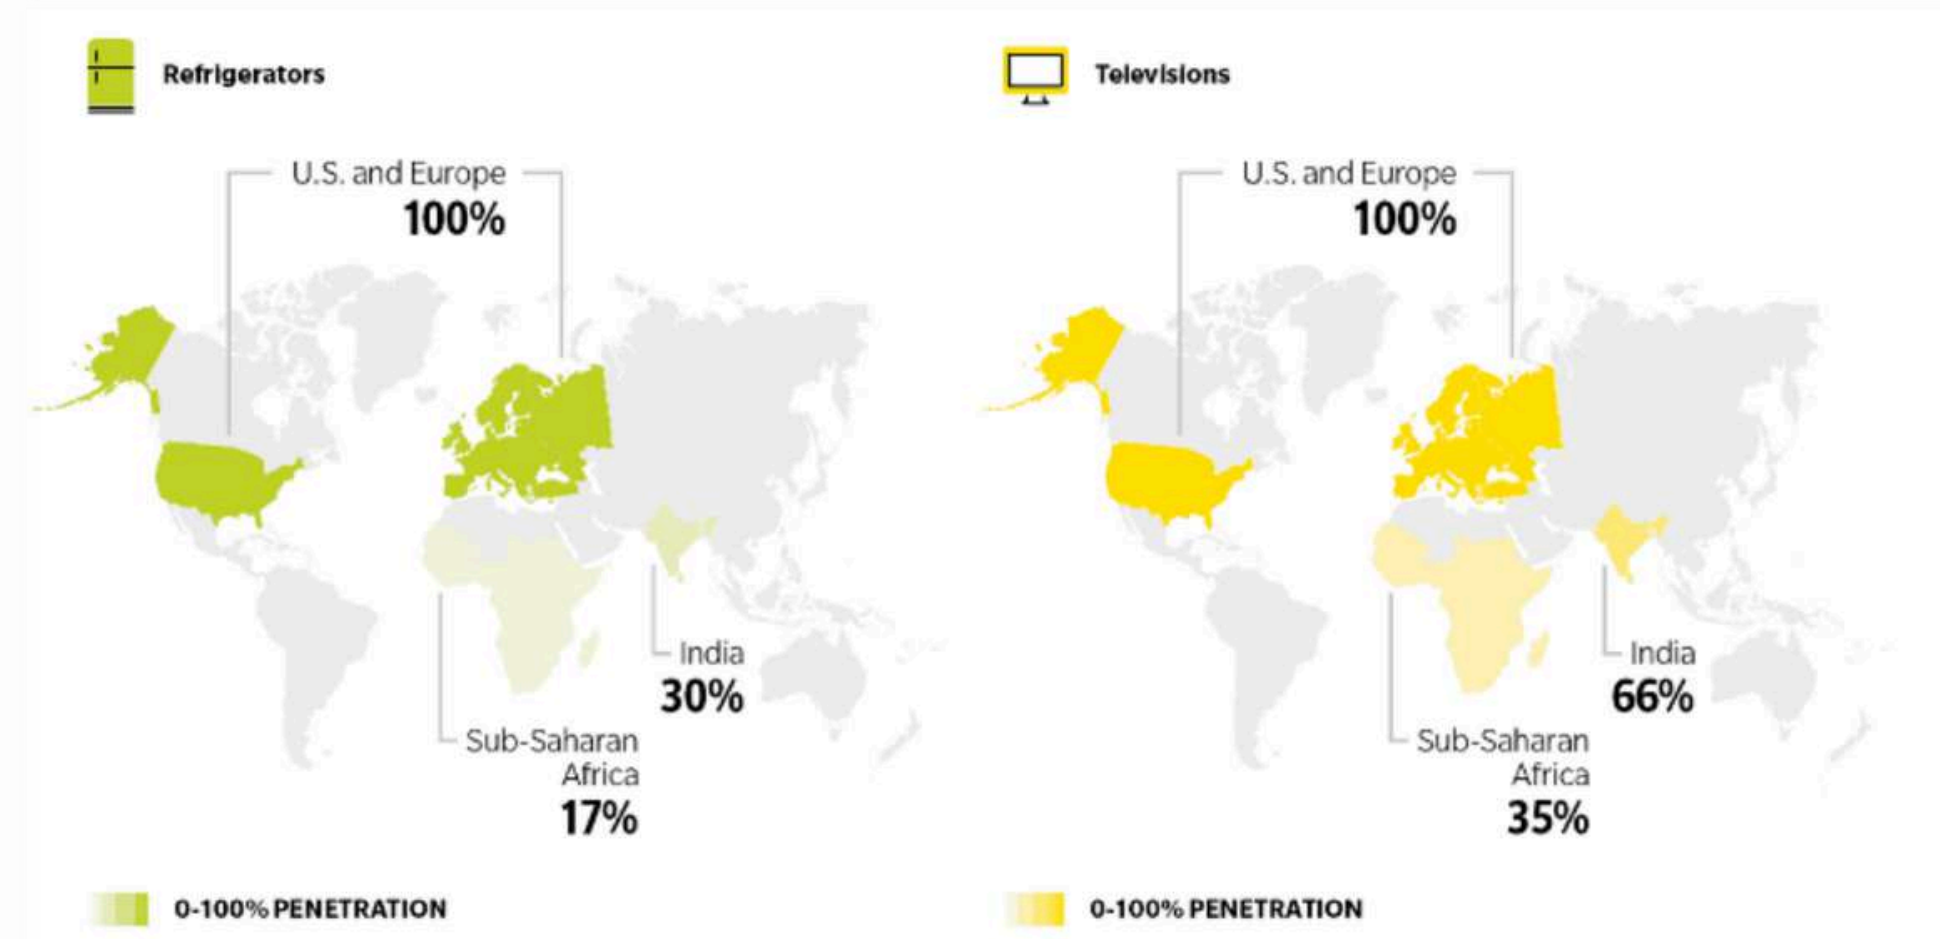 Refrigerators
U.S. and Europe
100%
India
30%
Sub-Saharan
Africa
17%
0-100% PENETRATION
Televisions
U.S. and Europe
100%
India
66%
Sub-Saharan
Africa
35%
0-100% PENETRATION